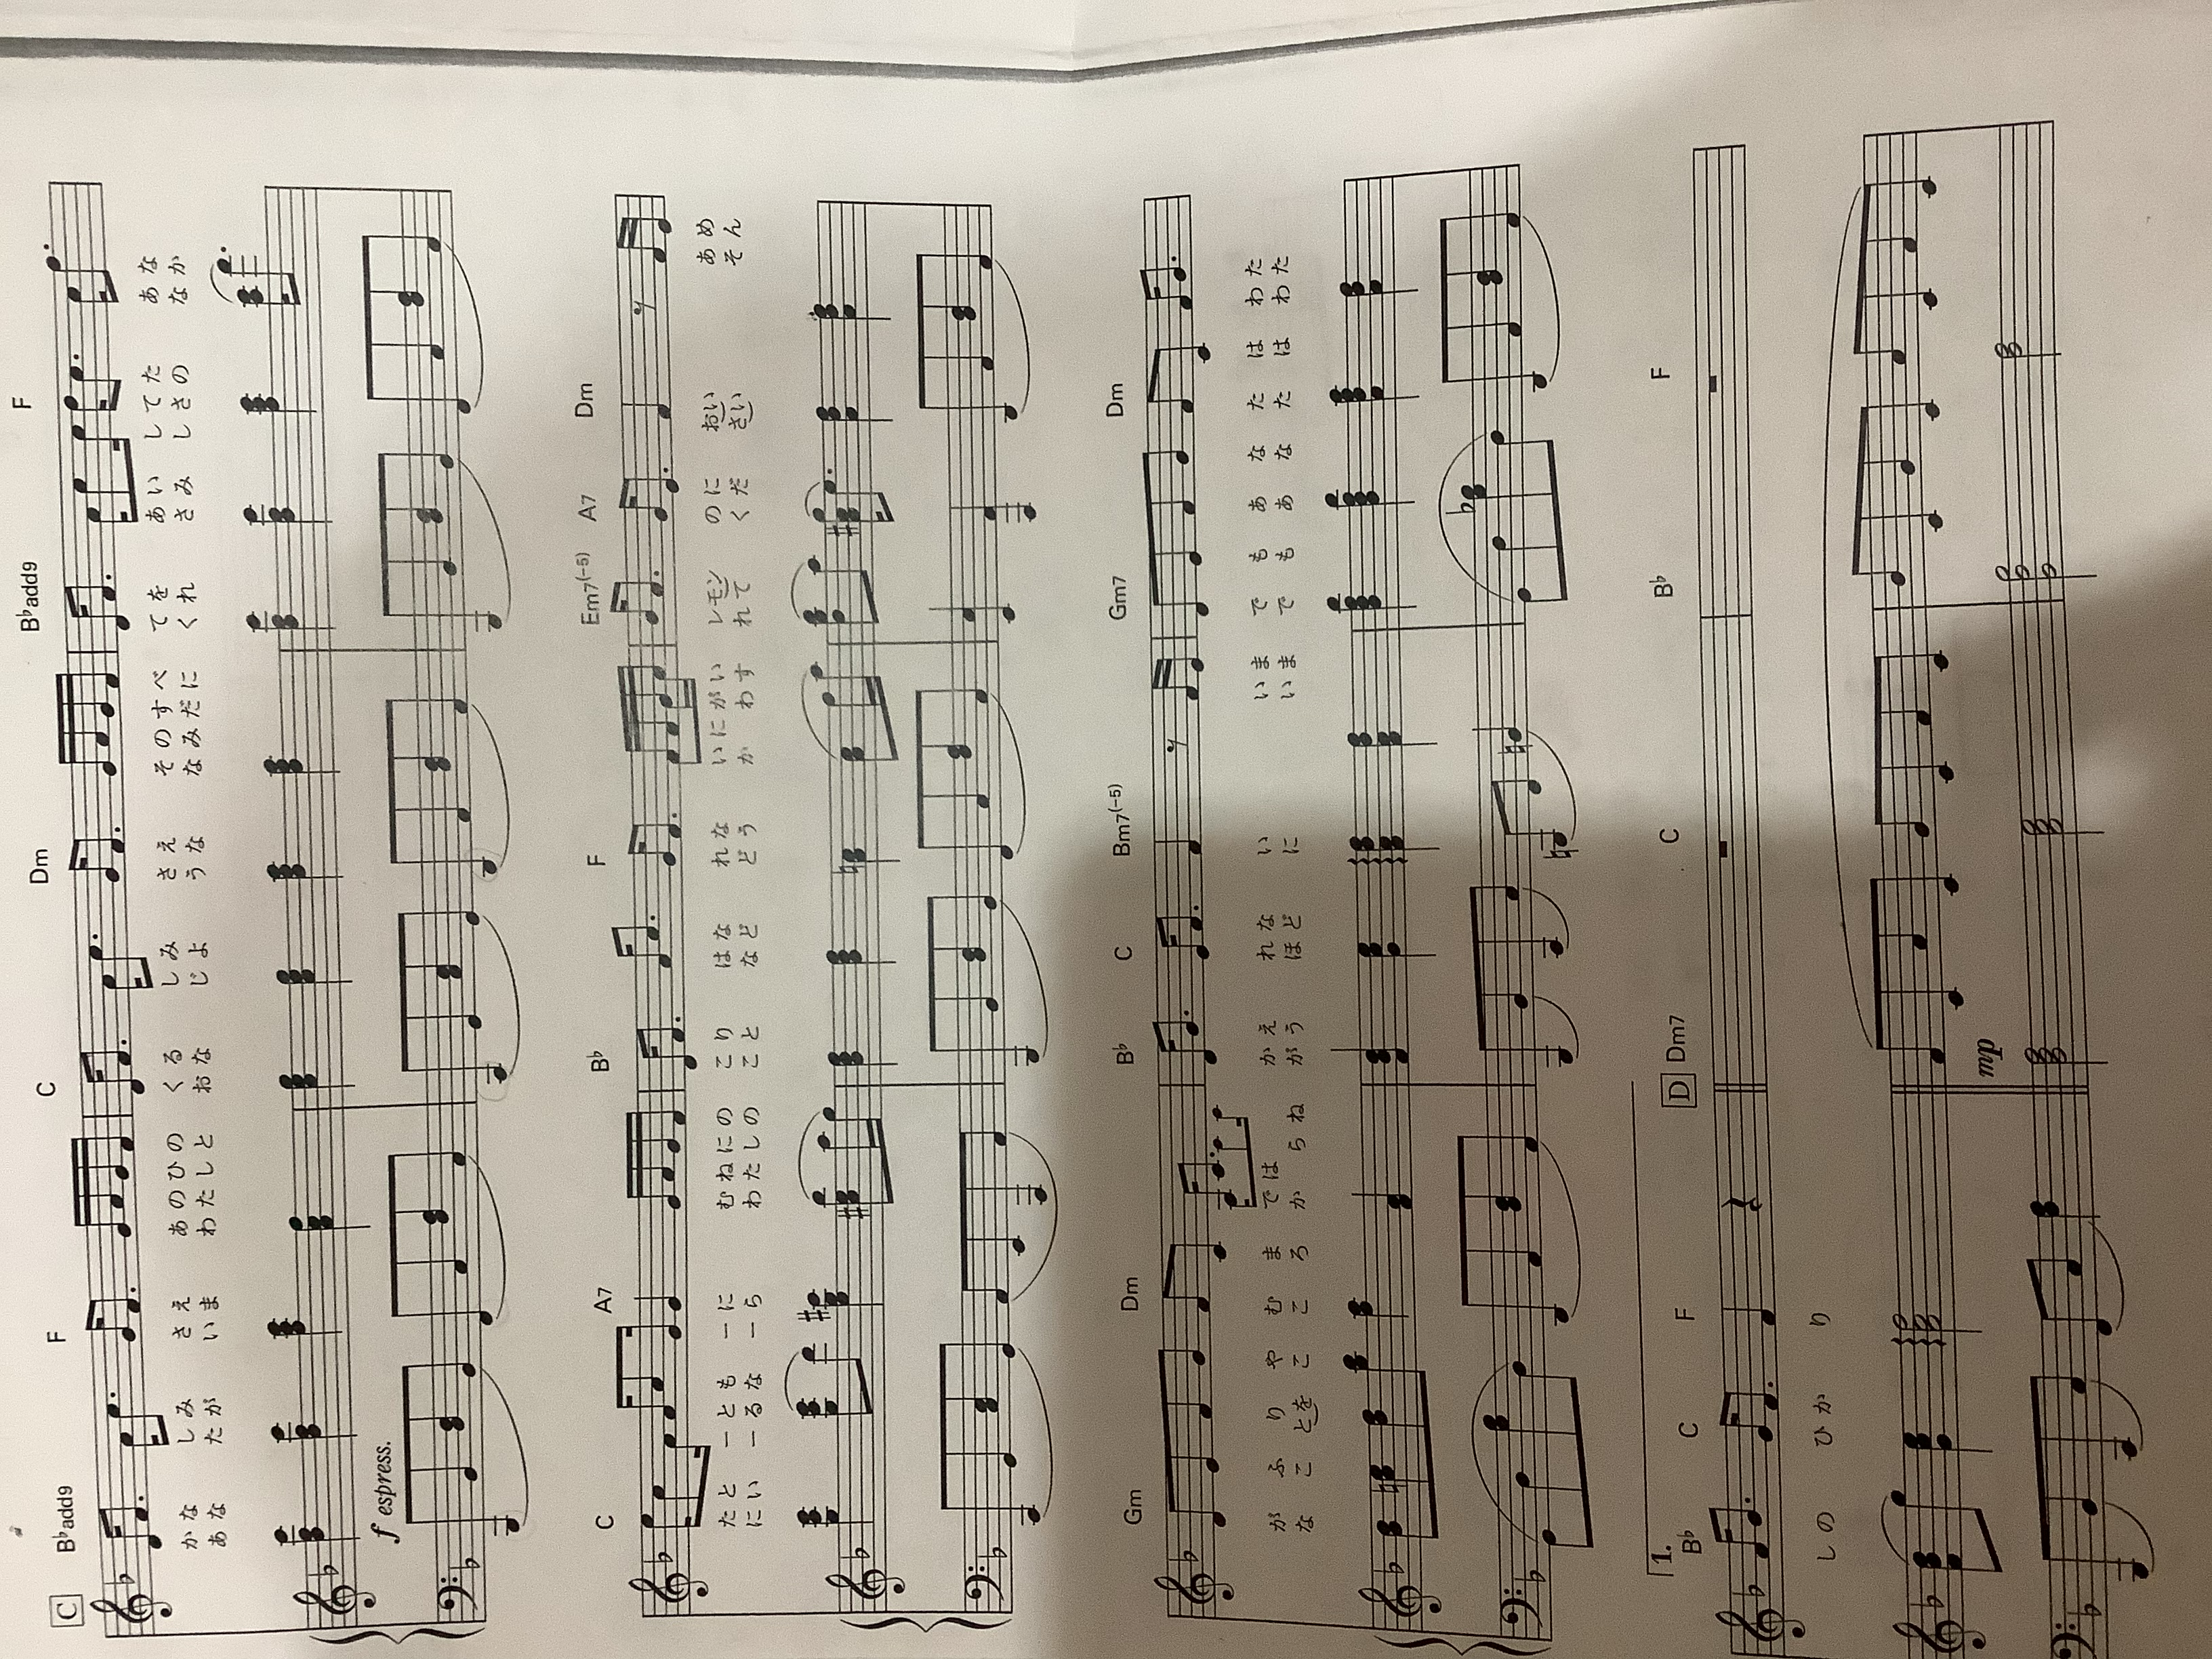 C B♭add9 F C Dm B♭add9 F
かな しみ さえ あのひの くる しみ さえ そのすべ てを あい してた あな
あな たが いま わたしと おな じよ うな なみだに くれ さみ しさの なか
f espress.
C A7 B♭ F Em7(-5) A7 Dm
たと ーとも ーに むねにの こり はな れな いにがい レモン のに おい あめ
にい ーるな ーら わたしの こと など どう か わす れて くだ さい そん
Gm Dm B♭ C Bm7(-5) Gm7 Dm
が ふ り や む ま では かえ れな い いま で も あ な た は わた
な こ とを こ こ ろ か らね がう ほど に いま で も あ な た は わた
1.
B♭ C F D Dm7 C B♭ F
しの ひか り
mp